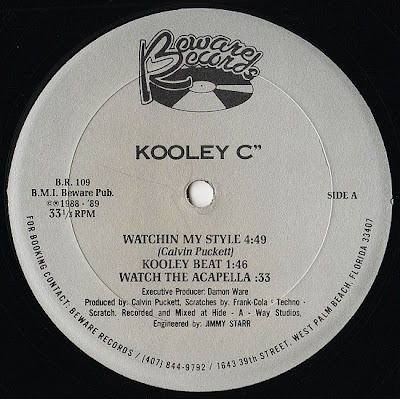 Beware
Records
KOOLEY C"
B.R. 109
B.M.I. Beware Pub.
©℗ 1988 - '89
33⅓ RPM
SIDE A
WATCHIN MY STYLE 4:49
(Calvin Puckett)
KOOLEY BEAT 1:46
WATCH THE ACAPELLA :33
Executive Producer: Damon Ware
Produced by: Calvin Puckett, Scratches by: Frank-Cola - Techno -
Scratch. Recorded and Mixed at Hide - A - Way Studios,
Engineered by: JIMMY STARR
FOR BOOKING CONTACT: BEWARE RECORDS / (407) 844-9792 / 1643 39th STREET, WEST PALM BEACH, FLORIDA 33407